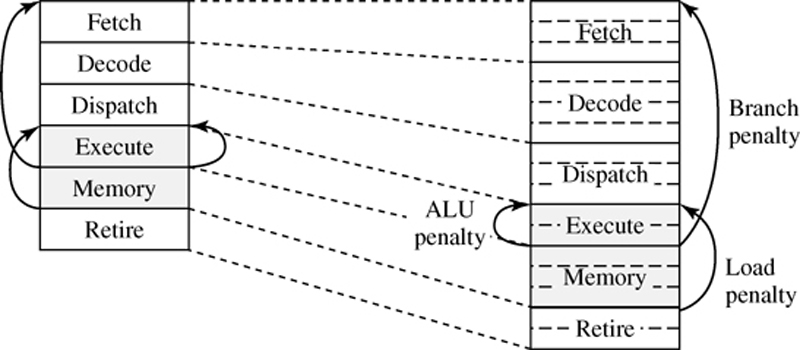 Fetch
Decode
Dispatch
Execute
Memory
Retire
Fetch
Decode
Dispatch
Execute
Memory
Retire
ALU
penalty
Branch
penalty
Load
penalty